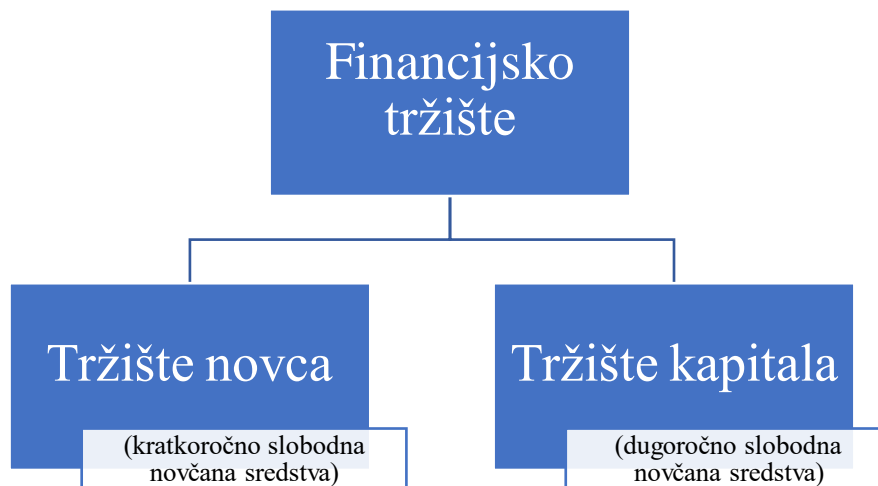 Financijsko
tržište
Tržište novca
(kratkoročno slobodna
novčana sredstva)
Tržište kapitala
(dugoročno slobodna
novčana sredstva)